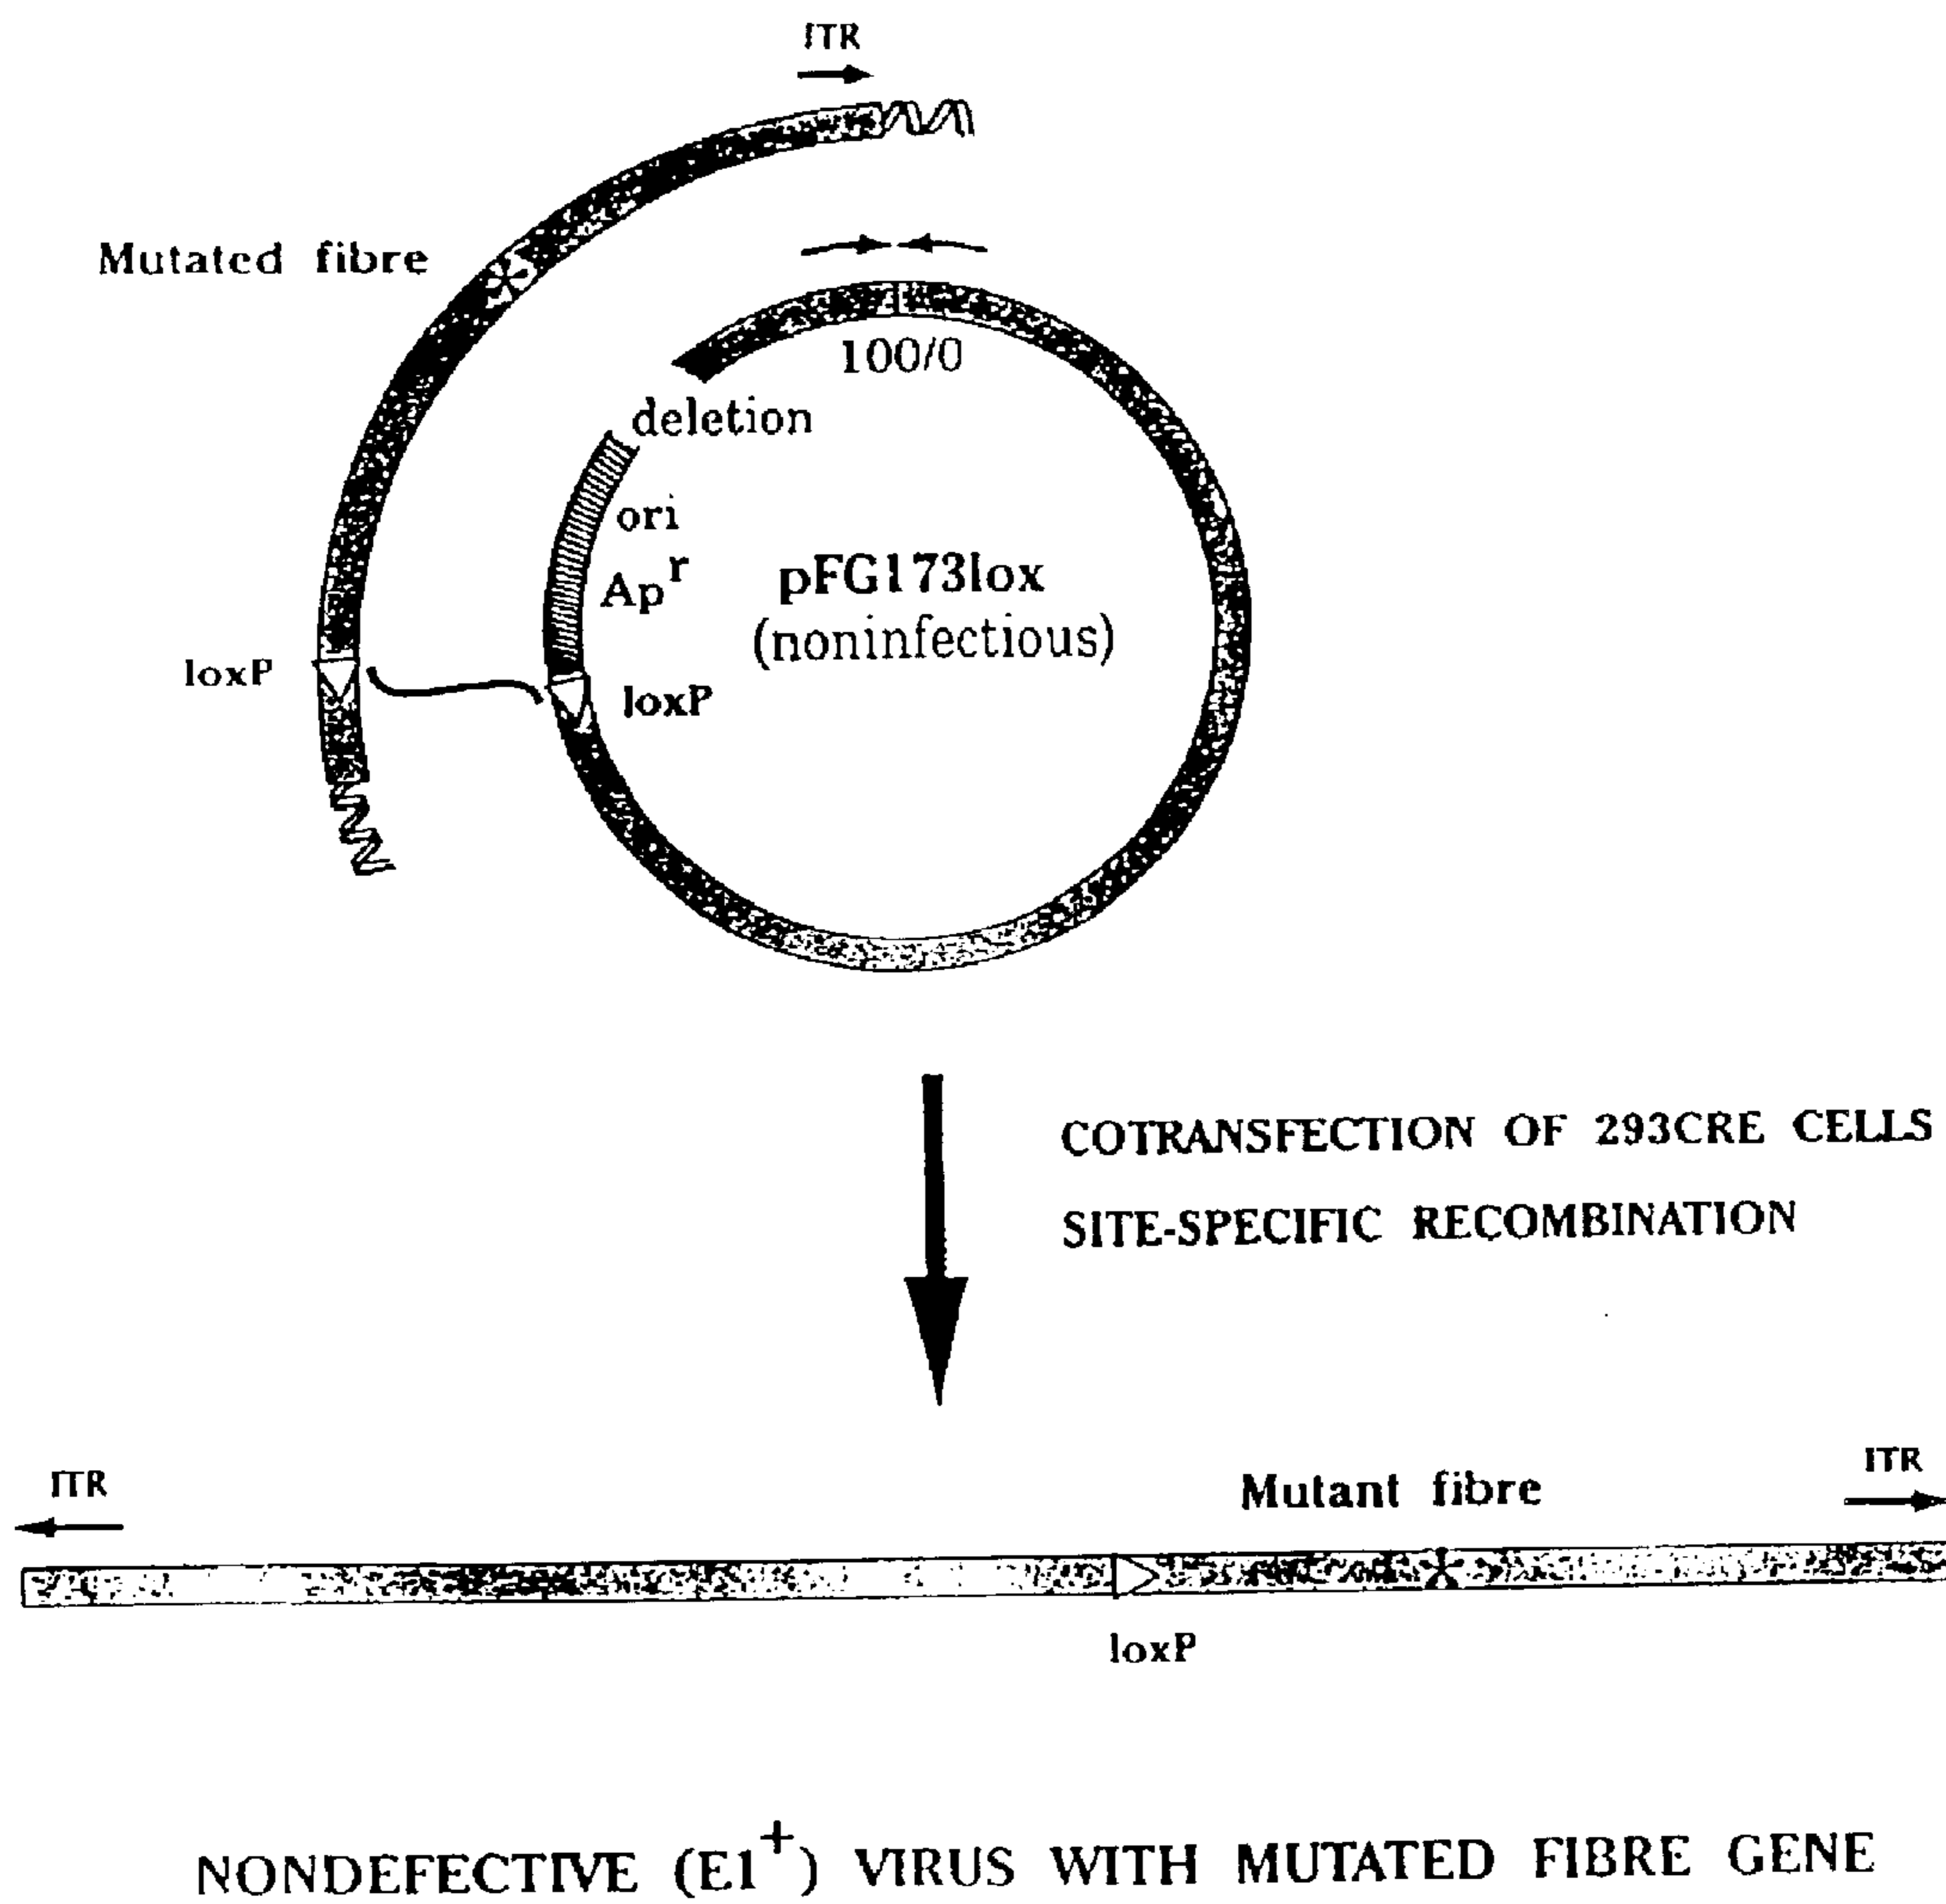 ITR
Mutated fibre
100/0
deletion
ori
Ap r
pFG173lox
(noninfectious)
loxP
loxP
COTRANSFECTION OF 293CRE CELLS
SITE-SPECIFIC RECOMBINATION
ITR
Mutant fibre
ITR
loxP
NONDEFECTIVE (E1+) VIRUS WITH MUTATED FIBRE GENE